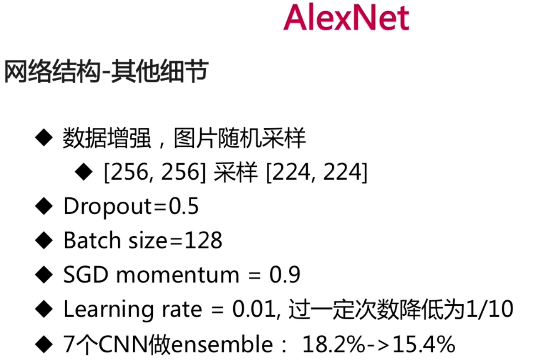 AlexNet
网络结构-其他细节
◆ 数据增强，图片随机采样
◆ [256, 256] 采样 [224, 224]
◆ Dropout=0.5
◆ Batch size=128
◆ SGD momentum = 0.9
◆ Learning rate = 0.01, 过一定次数降低为1/10
◆ 7个CNN做ensemble： 18.2%->15.4%